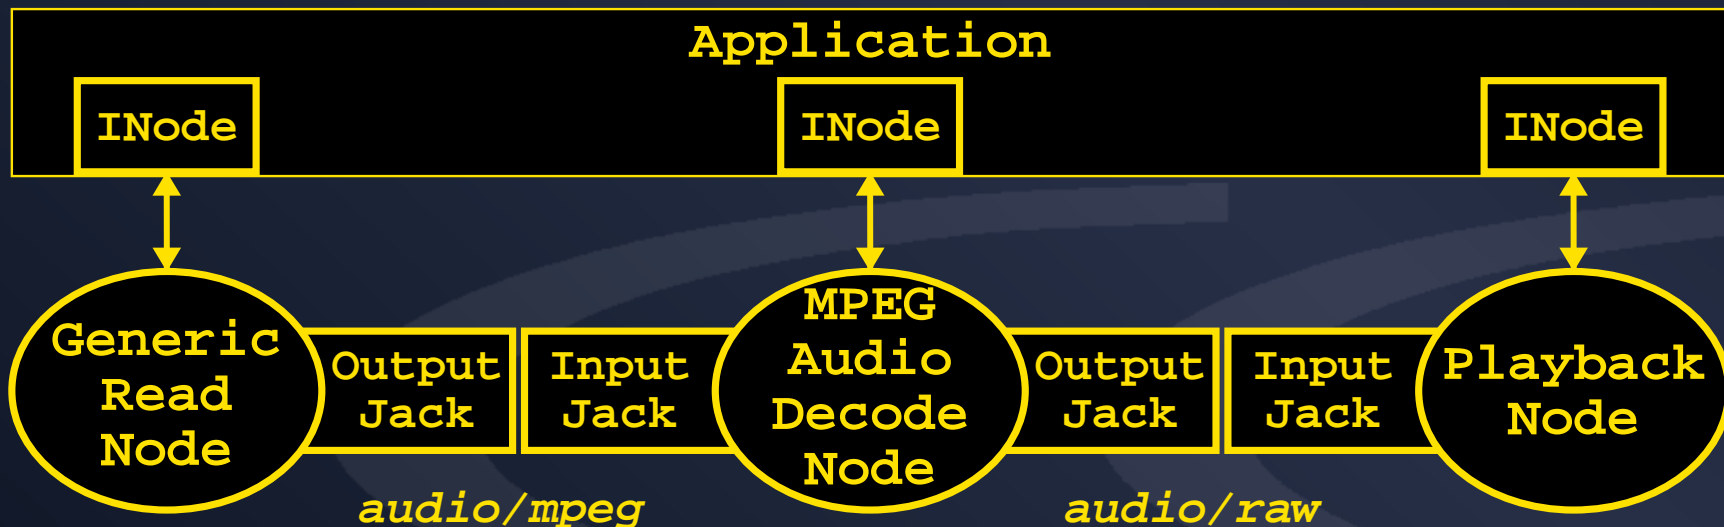 Application
INode
INode
INode
Generic
Read
Node
Output
Jack
Input
Jack
MPEG
Audio
Decode
Node
Output
Jack
Input
Jack
Playback
Node
audio/mpeg
audio/raw